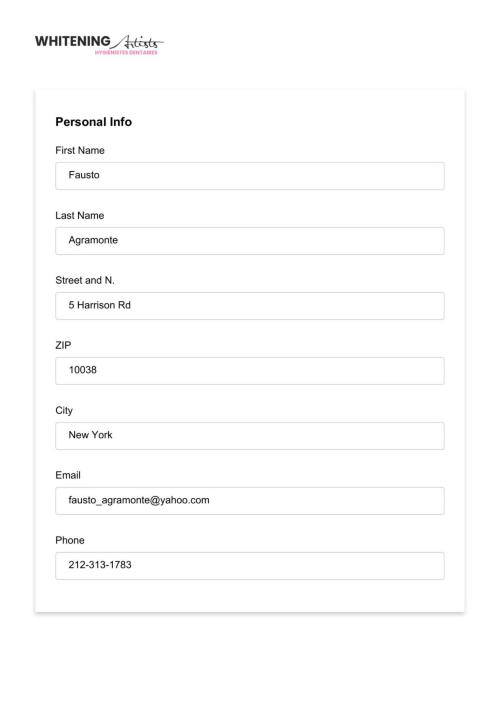 WHITENING Artists
HYGIÉNISTES DENTAIRES
Personal Info
First Name
Fausto
Last Name
Agramonte
Street and N.
5 Harrison Rd
ZIP
10038
City
New York
Email
fausto_agramonte@yahoo.com
Phone
212-313-1783